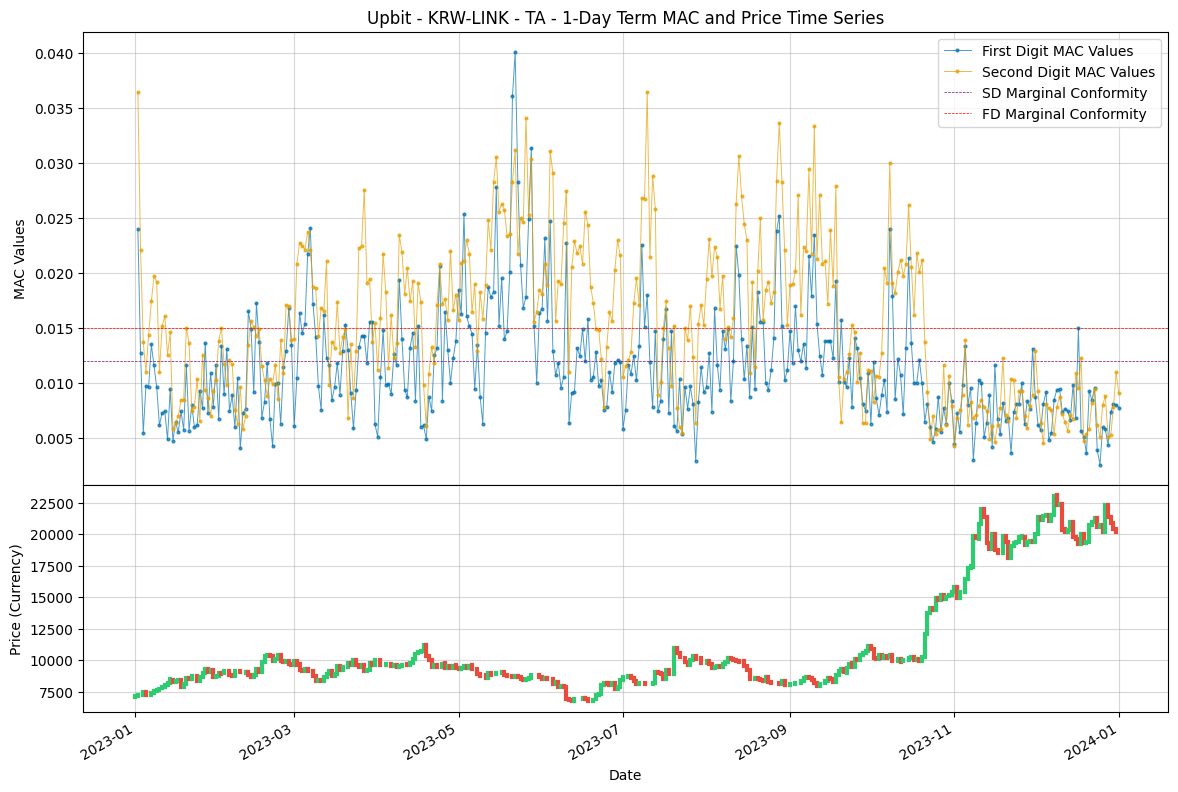 Upbit - KRW-LINK - TA - 1-Day Term MAC and Price Time Series
First Digit MAC Values
Second Digit MAC Values
SD Marginal Conformity
FD Marginal Conformity
MAC Values
0.040
0.035
0.030
0.025
0.020
0.015
0.010
0.005
Price (Currency)
22500
20000
17500
15000
12500
10000
7500
2023-01
2023-03
2023-05
2023-07
2023-09
2023-11
2024-01
Date